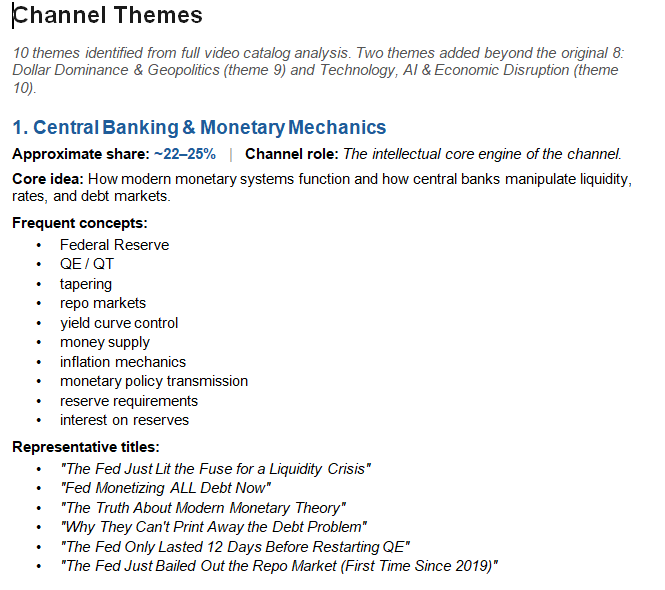 Channel Themes
10 themes identified from full video catalog analysis. Two themes added beyond the original 8:
Dollar Dominance & Geopolitics (theme 9) and Technology, AI & Economic Disruption (theme
10).
1. Central Banking & Monetary Mechanics
Approximate share: ~22–25% | Channel role: The intellectual core engine of the channel.
Core idea: How modern monetary systems function and how central banks manipulate liquidity,
rates, and debt markets.
Frequent concepts:
• Federal Reserve
• QE / QT
• tapering
• repo markets
• yield curve control
• money supply
• inflation mechanics
• monetary policy transmission
• reserve requirements
• interest on reserves
Representative titles:
• "The Fed Just Lit the Fuse for a Liquidity Crisis"
• "Fed Monetizing ALL Debt Now"
• "The Truth About Modern Monetary Theory"
• "Why They Can't Print Away the Debt Problem"
• "The Fed Only Lasted 12 Days Before Restarting QE"
• "The Fed Just Bailed Out the Repo Market (First Time Since 2019)"